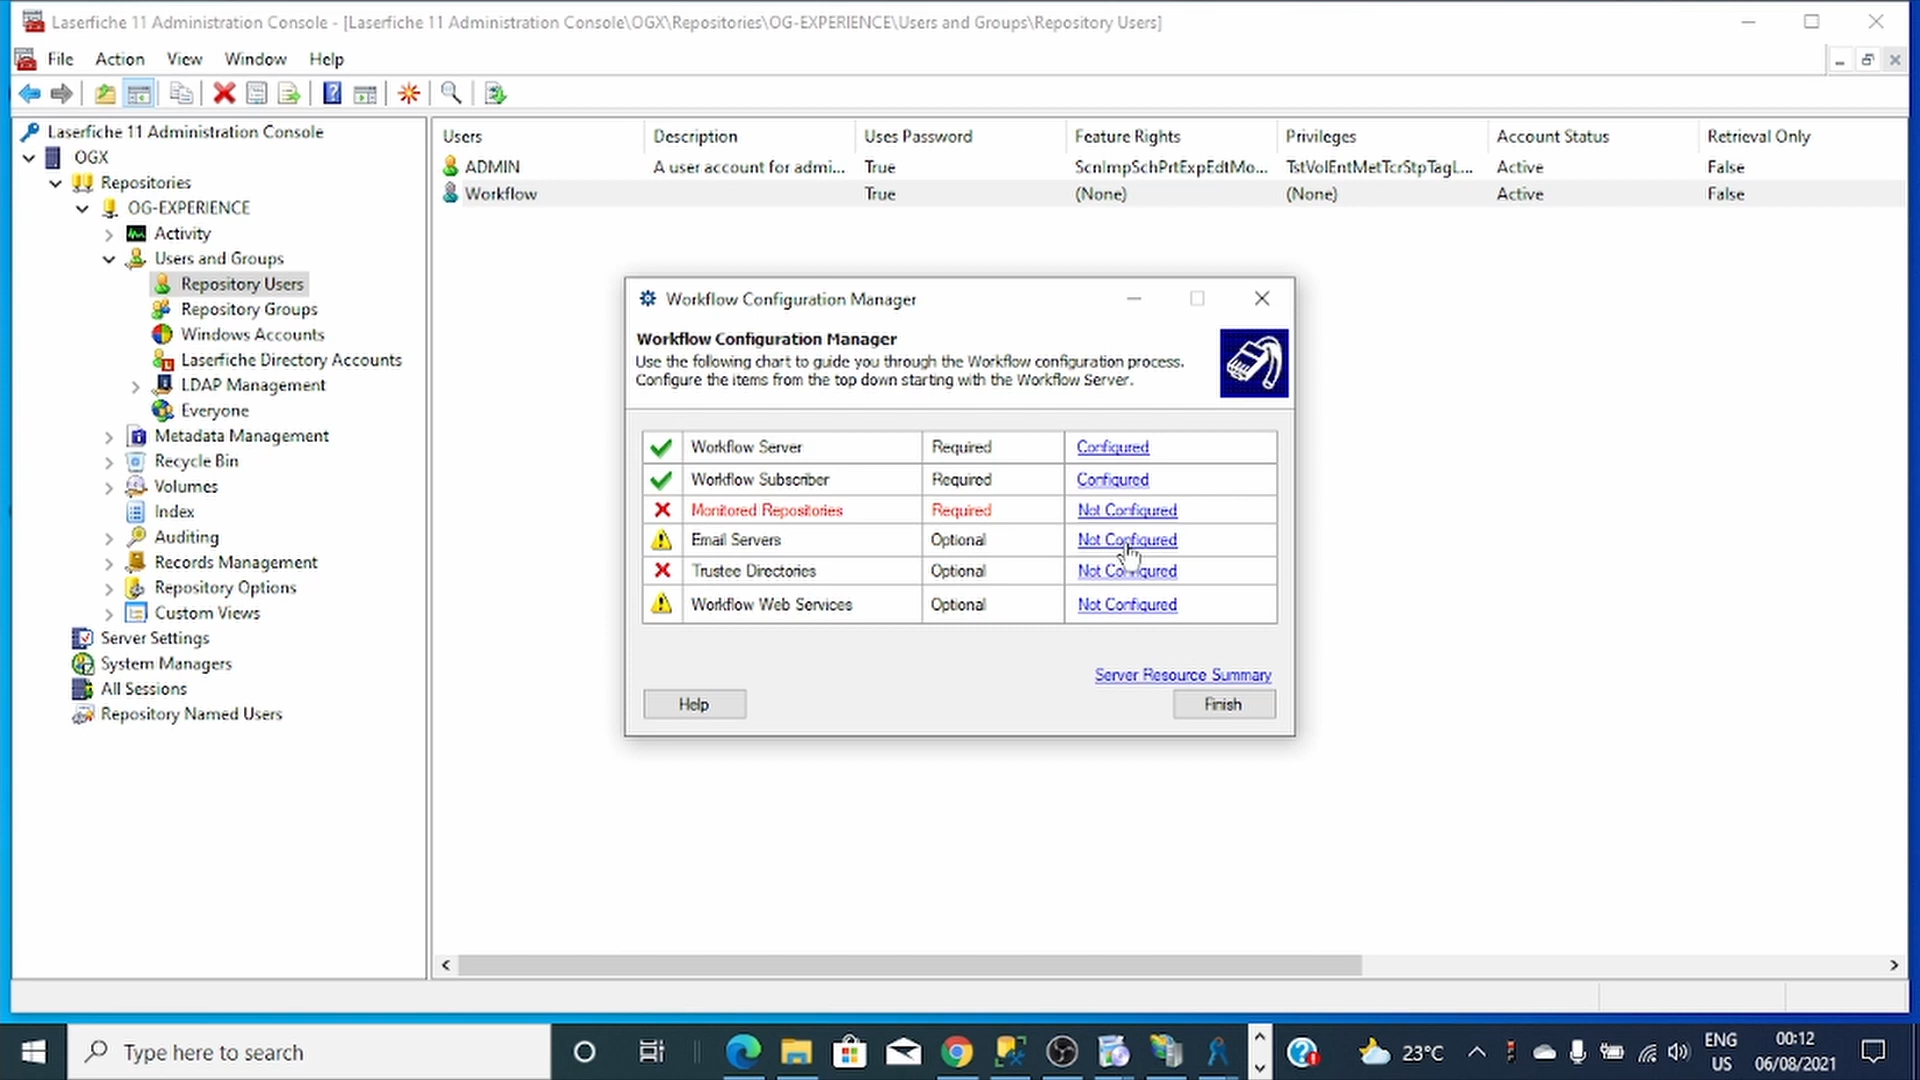 Laserfiche 11 Administration Console - [Laserfiche 11 Administration Console\OGX\Repositories\OG-EXPERIENCE\Users and Groups\Repository Users]
File Action View Window Help
Laserfiche 11 Administration Console
OGX
Repositories
OG-EXPERIENCE
Activity
Users and Groups
Repository Users
Repository Groups
Windows Accounts
Laserfiche Directory Accounts
LDAP Management
Everyone
Metadata Management
Recycle Bin
Volumes
Index
Auditing
Records Management
Repository Options
Custom Views
Server Settings
System Managers
All Sessions
Repository Named Users
Users Description Uses Password Feature Rights Privileges Account Status Retrieval Only
ADMIN A user account for admi... True ScnImpSchPrtExpEdtMo... TstVolEntMetTcrStpTagL... Active False
Workflow True (None) (None) Active False
Workflow Configuration Manager
Workflow Configuration Manager
Use the following chart to guide you through the Workflow configuration process.
Configure the items from the top down starting with the Workflow Server.
Workflow Server Required Configured
Workflow Subscriber Required Configured
Monitored Repositories Required Not Configured
Email Servers Optional Not Configured
Trustee Directories Optional Not Configured
Workflow Web Services Optional Not Configured
Server Resource Summary
Help Finish
Type here to search
23°C
ENG
US
00:12
06/08/2021